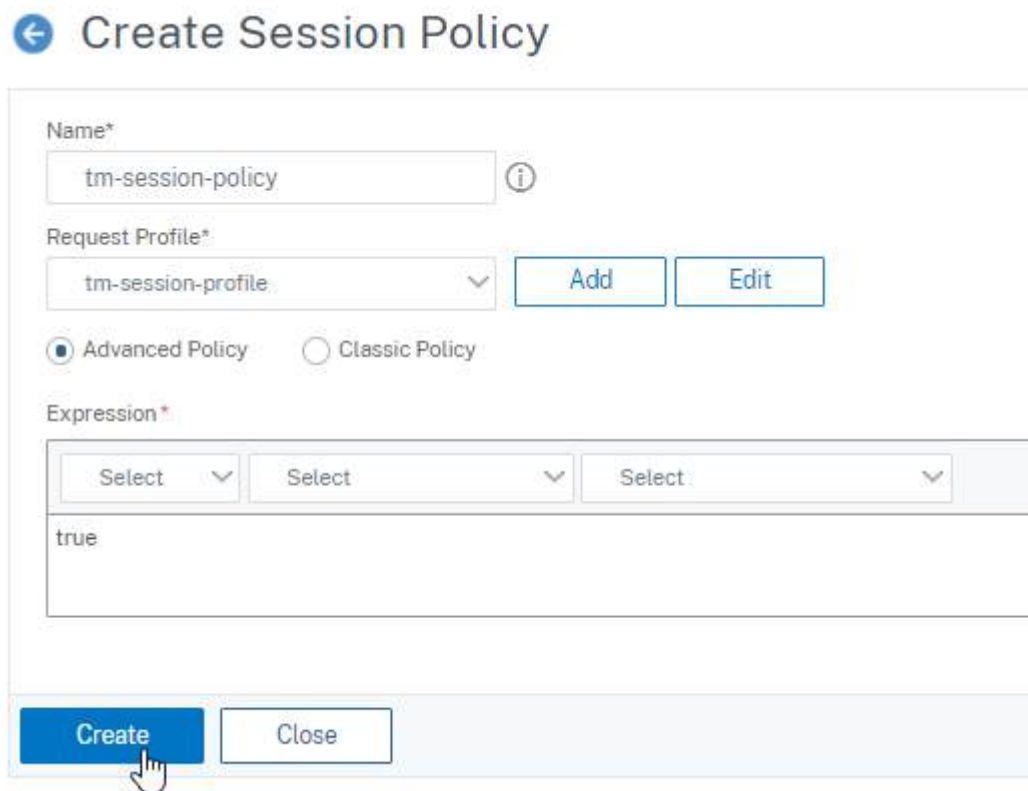 Create Session Policy
Name*
tm-session-policy
Request Profile*
tm-session-profile
Add
Edit
Advanced Policy
Classic Policy
Expression*
Select
Select
Select
true
Create
Close